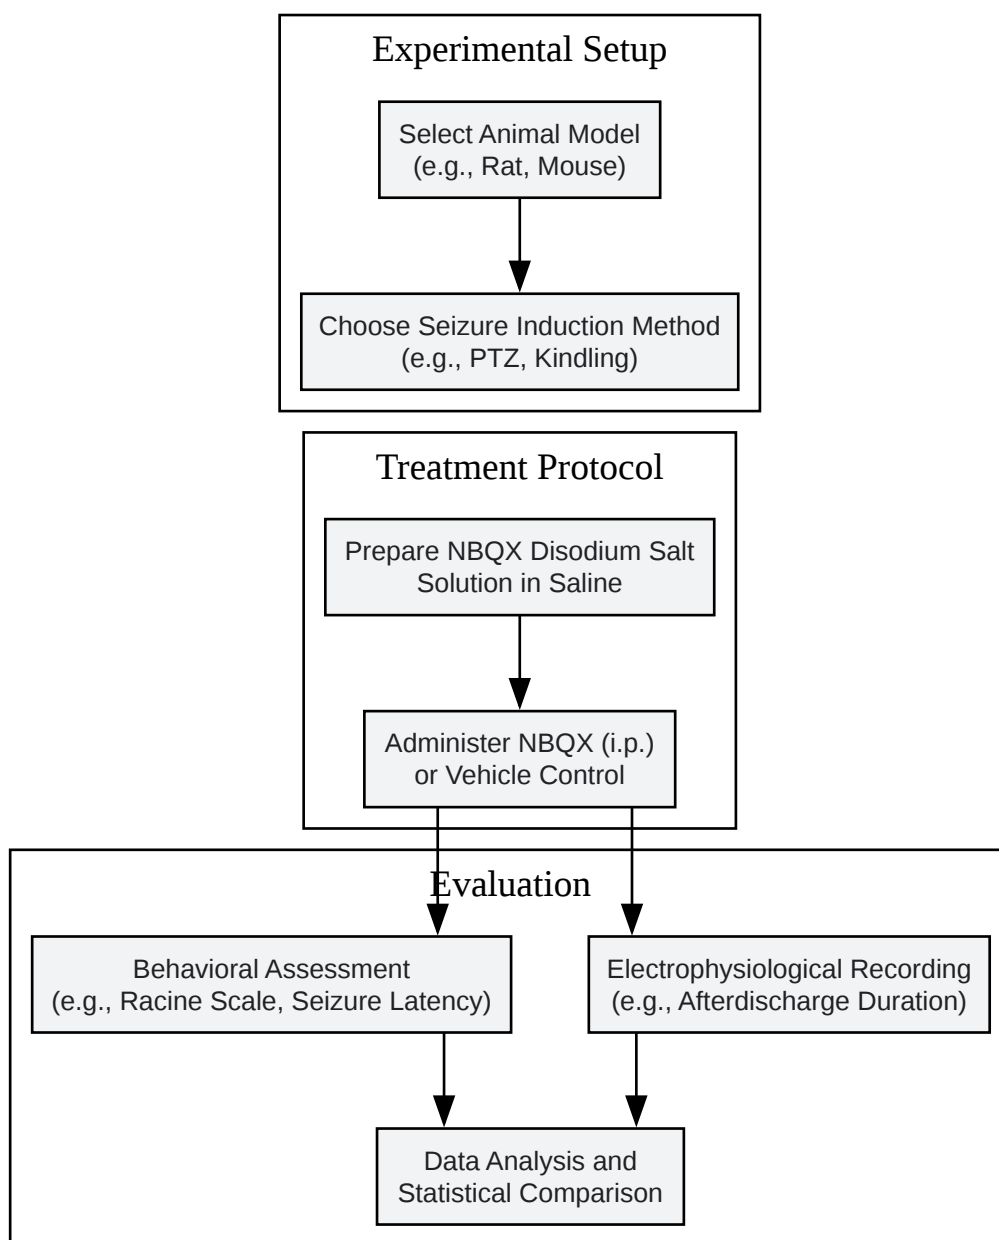 Experimental Setup
Select Animal Model
(e.g., Rat, Mouse)
Choose Seizure Induction Method
(e.g., PTZ, Kindling)
Treatment Protocol
Prepare NBQX Disodium Salt
Solution in Saline
Administer NBQX (i.p.)
or Vehicle Control
Evaluation
Behavioral Assessment
(e.g., Racine Scale, Seizure Latency)
Electrophysiological Recording
(e.g., Afterdischarge Duration)
Data Analysis and
Statistical Comparison